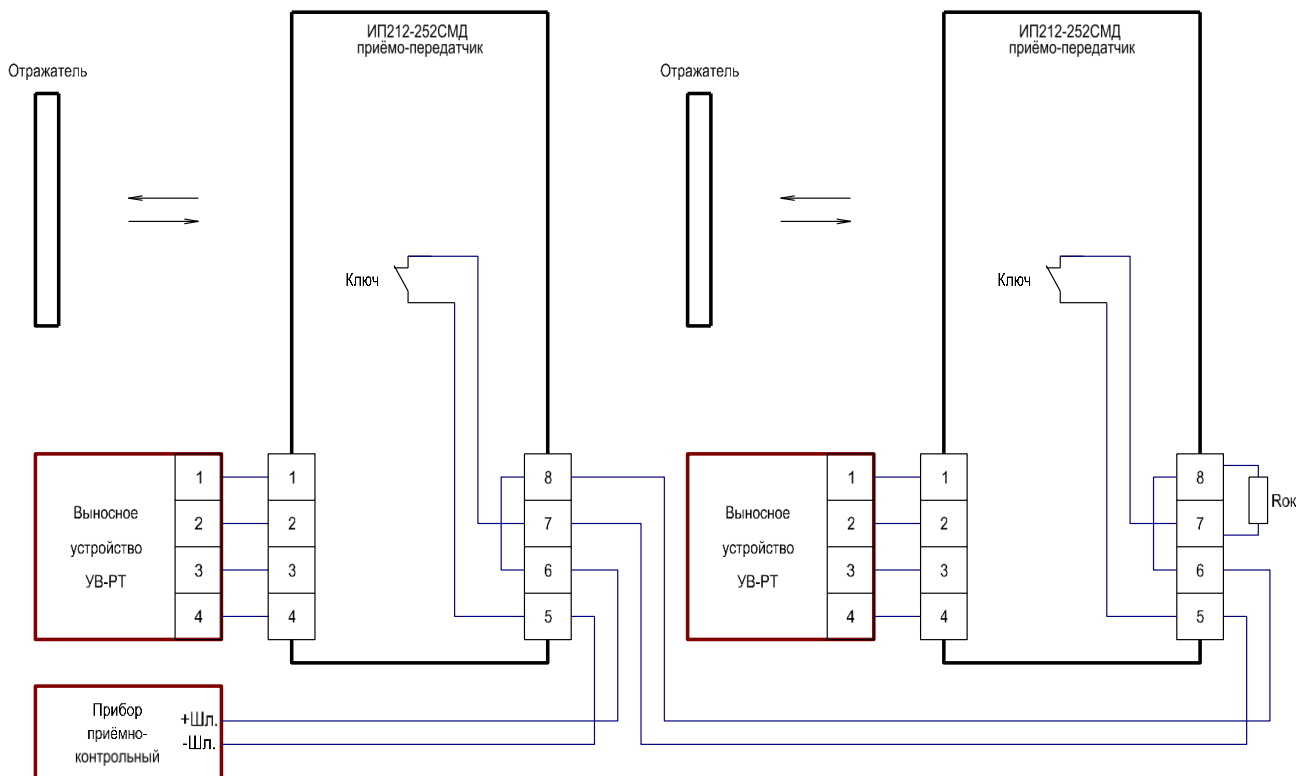 ИП212-252СМД
приёмо-передатчик
Отражатель
Ключ
Выносное
устройство
УВ-РТ
1
2
3
4
1
2
3
4
8
7
6
5
Прибор
приёмно-
контрольный
+Шл.
-Шл.
ИП212-252СМД
приёмо-передатчик
Отражатель
Ключ
Выносное
устройство
УВ-РТ
1
2
3
4
1
2
3
4
8
7
6
5
Rок